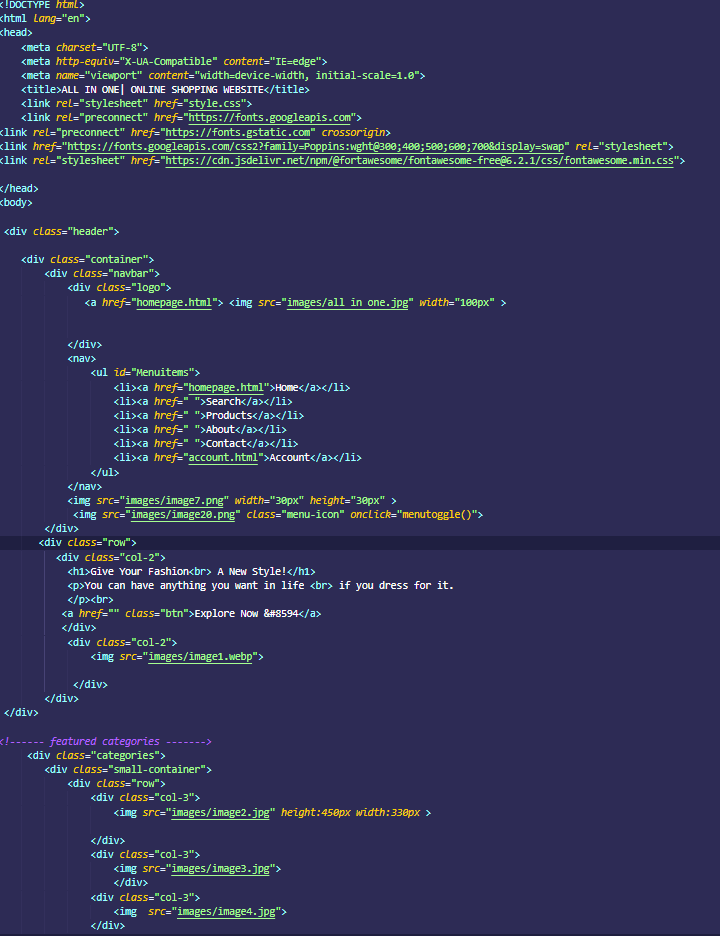 <!DOCTYPE html>
<html lang="en">
<head>
<meta charset="UTF-8">
<meta http-equiv="X-UA-Compatible" content="IE=edge">
<meta name="viewport" content="width=device-width, initial-scale=1.0">
<title>ALL IN ONE| ONLINE SHOPPING WEBSITE</title>
<link rel="stylesheet" href="style.css">
<link rel="preconnect" href="https://fonts.googleapis.com">
<link rel="preconnect" href="https://fonts.gstatic.com" crossorigin>
<link href="https://fonts.googleapis.com/css2?family=Poppins:wght@300;400;500;600;700&display=swap" rel="stylesheet">
<link rel="stylesheet" href="https://cdn.jsdelivr.net/npm/@fortawesome/fontawesome-free@6.2.1/css/fontawesome.min.css">
</head>
<body>
<div class="header">
<div class="container">
<div class="navbar">
<div class="logo">
<a href="homepage.html"> <img src="images/all in one.jpg" width="100px" >
</div>
<nav>
<ul id="Menuitems">
<li><a href="homepage.html">Home</a></li>
<li><a href=" ">Search</a></li>
<li><a href=" ">Products</a></li>
<li><a href=" ">About</a></li>
<li><a href=" ">Contact</a></li>
<li><a href="account.html">Account</a></li>
</ul>
</nav>
<img src="images/image7.png" width="30px" height="30px" >
<img src="images/image20.png" class="menu-icon" onclick="menutoggle()">
</div>
<div class="row">
<div class="col-2">
<h1>Give Your Fashion<br> A New Style!</h1>
<p>You can have anything you want in life <br> if you dress for it.
</p><br>
<a href="" class="btn">Explore Now &#8594</a>
</div>
<div class="col-2">
<img src="images/image1.webp">
</div>
</div>
</div>
<!------ featured categories ------->
<div class="categories">
<div class="small-container">
<div class="row">
<div class="col-3">
<img src="images/image2.jpg" height:450px width:330px >
</div>
<div class="col-3">
<img src="images/image3.jpg">
</div>
<div class="col-3">
<img  src="images/image4.jpg">
</div>